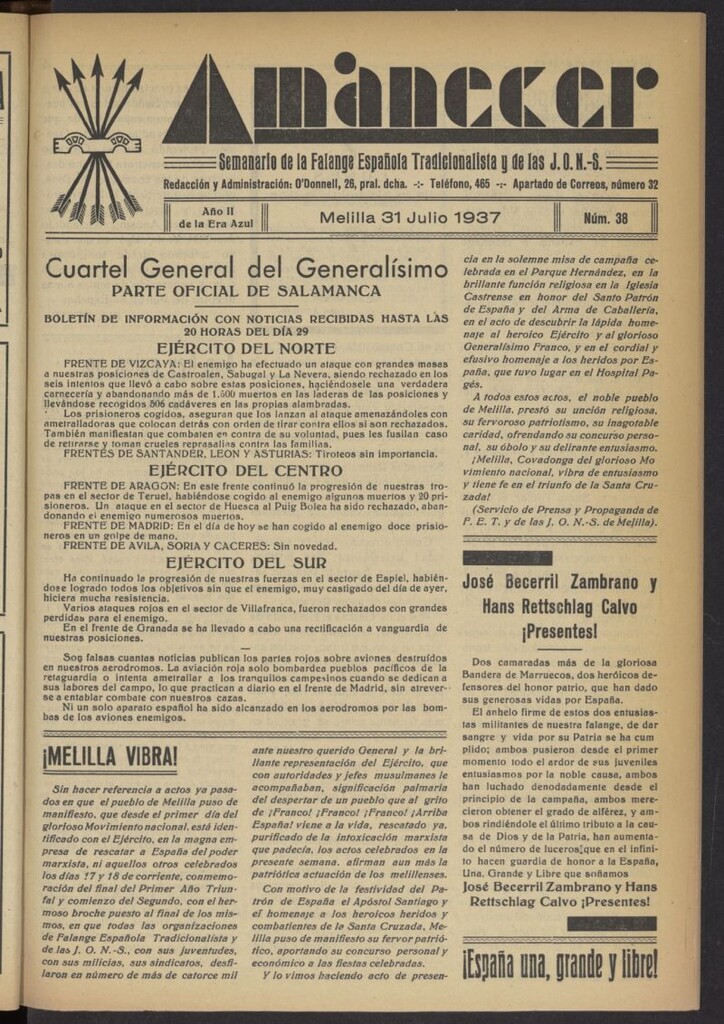 Amànecer
Semanario de la Falange Española Tradicionalista y de las J. O. N.-S.
Redacción y Administración: O'Donnell, 26, pral. dcha. -:- Teléfono, 465 -:- Apartado de Correos, número 32
Año II
de la Era Azul
Melilla 31 Julio 1937
Núm. 38
Cuartel General del Generalísimo
PARTE OFICIAL DE SALAMANCA
BOLETÍN DE INFORMACIÓN CON NOTICIAS RECIBIDAS HASTA LAS
20 HORAS DEL DÍA 29
EJÉRCITO DEL NORTE
FRENTE DE VIZCAYA: El enemigo ha efectuado un ataque con grandes masas
a nuestras posiciones de Castroalen, Sabugal y La Nevera, siendo rechazado en los
seis intentos que llevó a cabo sobre estas posiciones, haciéndosele una verdadera
carnecería y abandonando más de 1.500 muertos en las laderas de las posiciones y
llevándose recogidos 806 cadáveres en las propias alambradas.
Los prisioneros cogidos, aseguran que los lanzan al ataque amenazándoles con
ametralladoras que colocan detrás con orden de tirar contra ellos si son rechazados.
También manifiestan que combaten en contra de su voluntad, pues les fusilan caso
de retirarse y toman crueles represalias contra las familias.
FRENTES DE SANTANDER, LEON Y ASTURIAS: Tiroteos sin importancia.
EJÉRCITO DEL CENTRO
FRENTE DE ARAGON: En este frente continuó la progresión de nuestras tro-
pas en el sector de Teruel, habiéndose cogido al enemigo algunos muertos y 20 pri-
sioneros. Un ataque en el sector de Huesca al Puig Bolea ha sido rechazado, aban-
donando el enemigo numerosos muertos.
FRENTE DE MADRID: En el día de hoy se han cogido al enemigo doce prisio-
neros en un golpe de mano.
FRENTE DE AVILA, SORIA Y CACERES: Sin novedad.
EJÉRCITO DEL SUR
Ha continuado la progresión de nuestras fuerzas en el sector de Espiel, habién-
dose logrado todos los objetivos sin que el enemigo, muy castigado del día de ayer,
hiciera mucha resistencia.
Varios ataques rojos en el sector de Villafranca, fueron rechazados con grandes
perdidas para el enemigo.
En el frente de Granada se ha llevado a cabo una rectificación a vanguardia de
nuestras posiciones.
Son falsas cuantas noticias publican los partes rojos sobre aviones destruídos
en nuestros aerodromos. La aviación roja solo bombardea pueblos pacíficos de la
retaguardia o intenta ametrallar a los tranquilos campesinos cuando se dedican a
sus labores del campo, lo que practican a diario en el frente de Madrid, sin atrever-
se a entablar combate con nuestros cazas.
Ni un solo aparato español ha sido alcanzado en los aerodromos por las bom-
bas de los aviones enemigos.
¡MELILLA VIBRA!
Sin hacer referencia a actos ya pasa-
dos en que el pueblo de Melilla puso de
manifiesto, que desde el primer día del
glorioso Movimiento nacional, está iden-
tificado con el Ejército, en la magna em-
presa de rescatar a España del poder
marxista, ni aquellos otros celebrados
los días 17 y 18 de corriente, conmemo-
ración del final del Primer Año Triun-
fal y comienzo del Segundo, con el her-
moso broche puesto al final de los mis-
mos, en que todas las organizaciones
de Falange Española Tradicionalista y
de las J. O. N.-S., con sus juventudes,
con sus milicias, sus sindicatos, desfi-
laron en número de más de catorce mil
ante nuestro querido General y la bri-
llante representación del Ejército, que
con autoridades y jefes musulmanes le
acompañaban, significación palmaria
del despertar de un pueblo que al grito
de ¡Franco! ¡Franco! ¡Franco! ¡Arriba
España! viene a la vida, rescatado ya,
purificado de la intoxicación marxista
que padecía, los actos celebrados en la
presente semana. afirman aun más la
patriótica actuación de los melillenses.
Con motivo de la festividad del Pa-
trón de España el Apóstol Santiago y
el homenaje a los heroicos heridos y
combatientes de la Santa Cruzada, Me-
lilla puso de manifiesto su fervor patrió-
tico, aportando su concurso personal y
económico a las fiestas celebradas.
Y lo vimos haciendo acto de presen-
cia en la solemne misa de campaña ce-
lebrada en el Parque Hernández, en la
brillante función religiosa en la Iglesia
Castrense en honor del Santo Patrón
de España y del Arma de Caballería,
en el acto de descubrir la lápida home-
naje al heroico Ejército y al glorioso
Generalísimo Franco, y en el cordial y
efusivo homenaje a los heridos por Es-
paña, que tuvo lugar en el Hospital Pa-
gés.
A todos estos actos, el noble pueblo
de Melilla, prestó su unción religiosa,
su fervoroso patriotismo, su inagotable
caridad, ofrendando su concurso perso-
nal, su óbolo y su delirante entusiasmo.
¡Melilla, Covadonga del glorioso Mo
vimiento nacional, vibra de entusiasmo
y tiene fe en el triunfo de la Santa Cru-
zada!
(Servicio de Prensa y Propaganda de
F. E. T. y de las J. O. N.-S. de Melilla).
José Becerril Zambrano y
Hans Rettschlag Calvo
¡Presentes!
Dos camaradas más de la gloriosa
Bandera de Marruecos, dos heróicos de-
fensores del honor patrio, que han dado
sus generosas vidas por España.
El anhelo firme de estos dos entusias-
tas militantes de nuestra falange, de dar
sangre y vida por su Patria se ha cum
plido; ambos pusieron desde el primer
momento todo el ardor de sus juveniles
entusiasmos por la noble causa, ambos
han luchado denodadamente desde el
principio de la campaña, ambos mere-
cieron obtener el grado de alférez, y am-
bos rindiéndole el último tributo a la cau-
sa de Dios y de la Patria, han aumenta-
do el número de luceros que en el infini-
to hacen guardia de honor a la España,
Una, Grande y Libre que soñamos
José Becerril Zambrano y Hans
Rettschlag Calvo ¡Presentes!
¡España una, grande y libre!